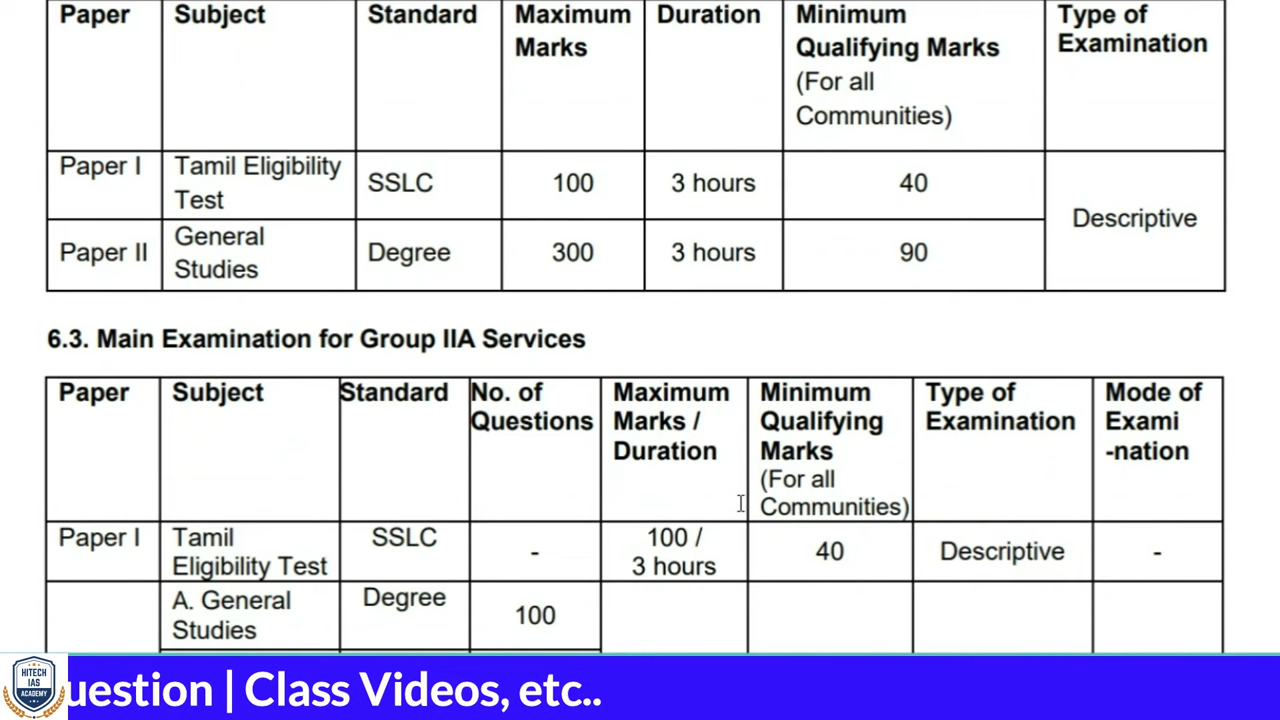 Paper Subject Standard Maximum Marks Duration Minimum Qualifying Marks (For all Communities) Type of Examination
Paper I Tamil Eligibility Test SSLC 100 3 hours 40 Descriptive
Paper II General Studies Degree 300 3 hours 90
6.3. Main Examination for Group IIA Services
Paper Subject Standard No. of Questions Maximum Marks / Duration Minimum Qualifying Marks (For all Communities) Type of Examination Mode of Exami -nation
Paper I Tamil Eligibility Test SSLC - 100 / 3 hours 40 Descriptive -
A. General Studies Degree 100
HITECH
IAS
ACADEMY
uestion | Class Videos, etc..